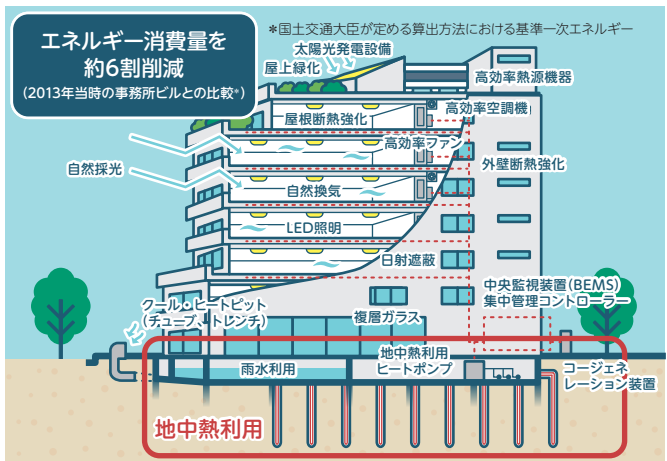 エネルギー消費量を
約6割削減
(2013年当時の事務所ビルとの比較*)
*国土交通大臣が定める算出方法における基準一次エネルギー
太陽光発電設備
屋上緑化
高効率熱源機器
高効率空調機
屋根断熱強化
高効率ファン
外壁断熱強化
自然採光
自然換気
LED照明
日射遮蔽
中央監視装置(BEMS)
集中管理コントローラー
クール・ヒートピット
(チューブ、トレンチ)
複層ガラス
雨水利用
地中熱利用
ヒートポンプ
コージェネ
レーション装置
地中熱利用